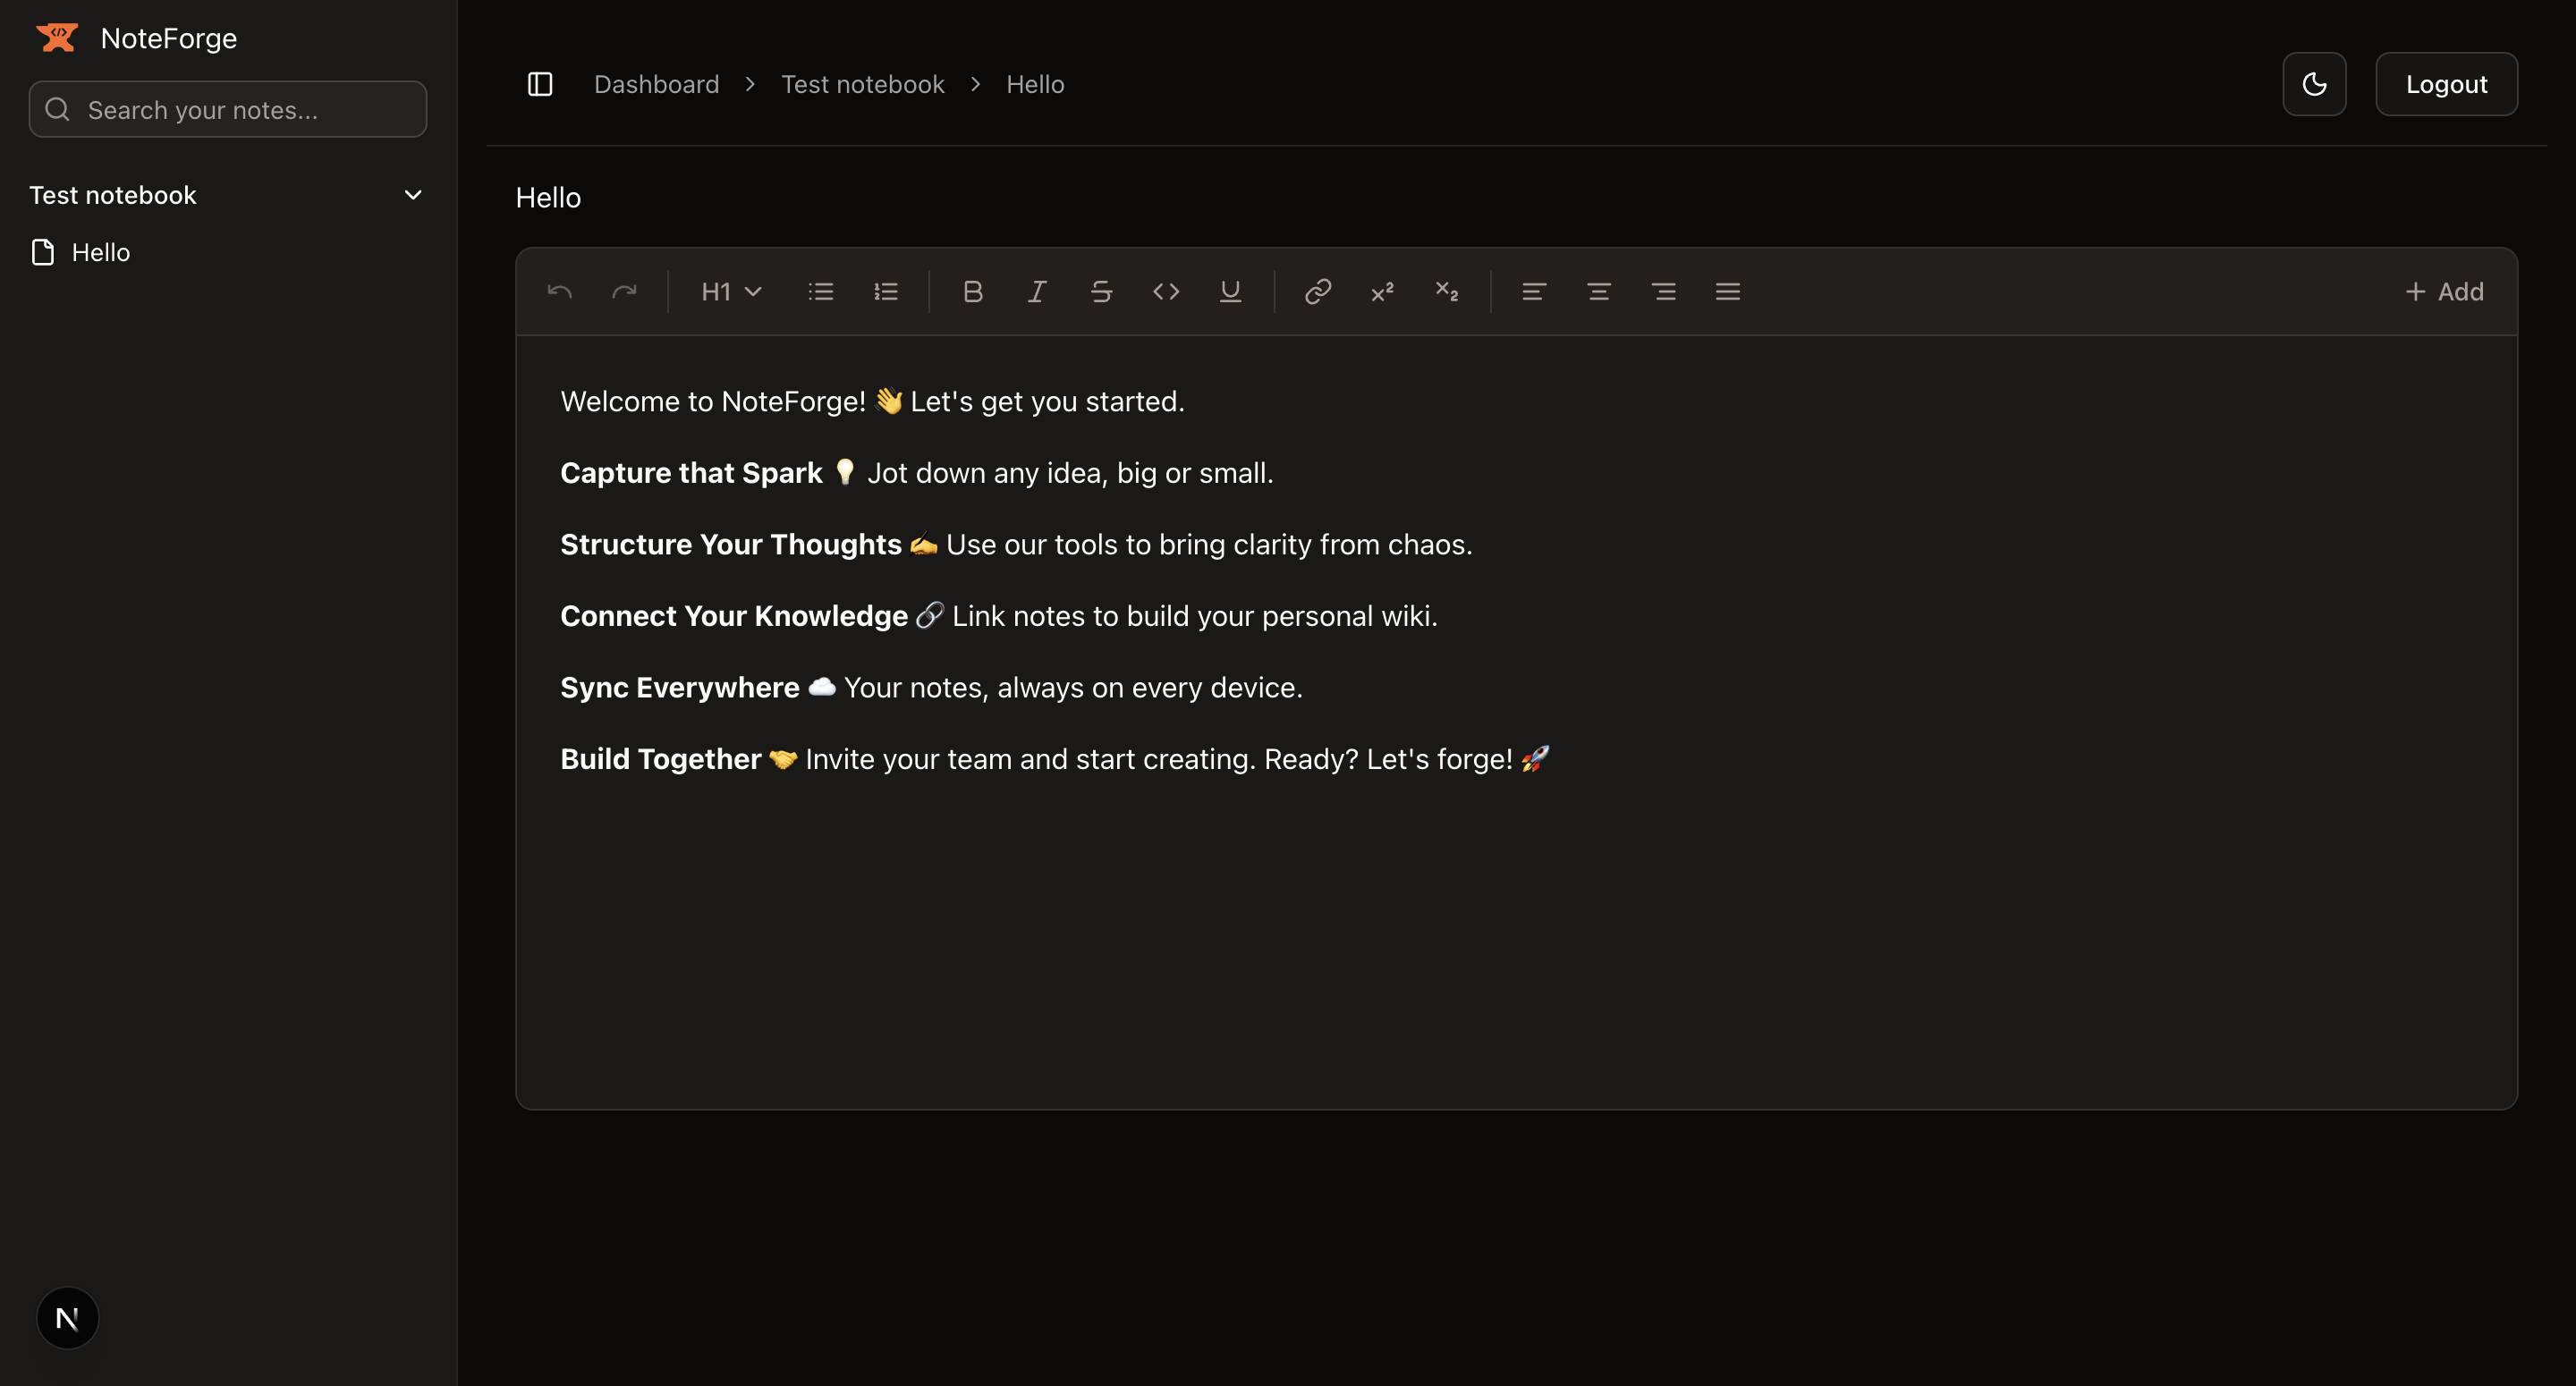 NoteForge
Search your notes...
Test notebook
Hello
Dashboard > Test notebook > Hello
Logout
Hello
H1
+ Add
Welcome to NoteForge! 👋 Let's get you started.
Capture that Spark 💡 Jot down any idea, big or small.
Structure Your Thoughts ✍️ Use our tools to bring clarity from chaos.
Connect Your Knowledge 🔗 Link notes to build your personal wiki.
Sync Everywhere ☁️ Your notes, always on every device.
Build Together 🤝 Invite your team and start creating. Ready? Let's forge! 🚀
N